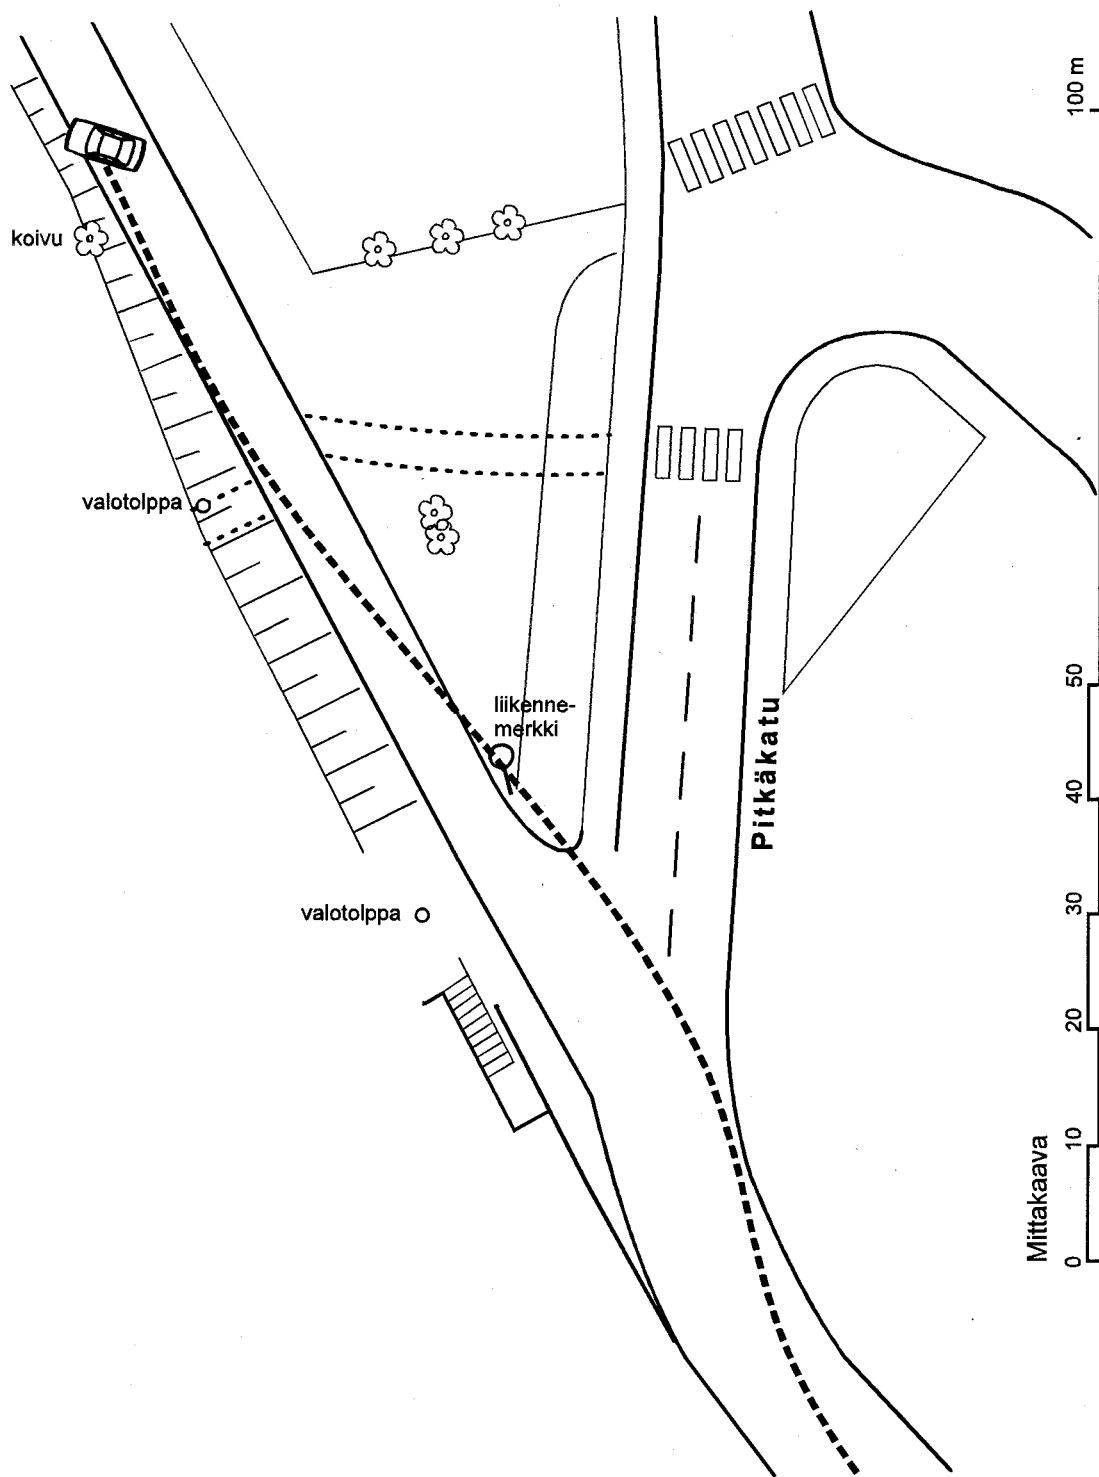 koivu
valotolppa
liikenne-
merkki
valotolppa
Pitkäkatu
Mittakaava
0
10
20
30
40
50
100 m